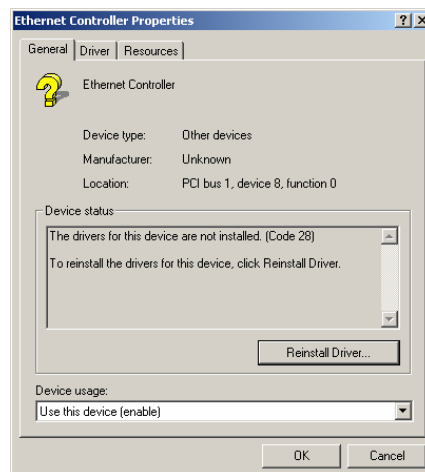 Ethernet Controller Properties
General Driver Resources
Ethernet Controller
Device type: Other devices
Manufacturer: Unknown
Location: PCI bus 1, device 8, function 0
Device status
The drivers for this device are not installed. (Code 28)
To reinstall the drivers for this device, click Reinstall Driver.
Reinstall Driver...
Device usage:
Use this device (enable)
OK Cancel